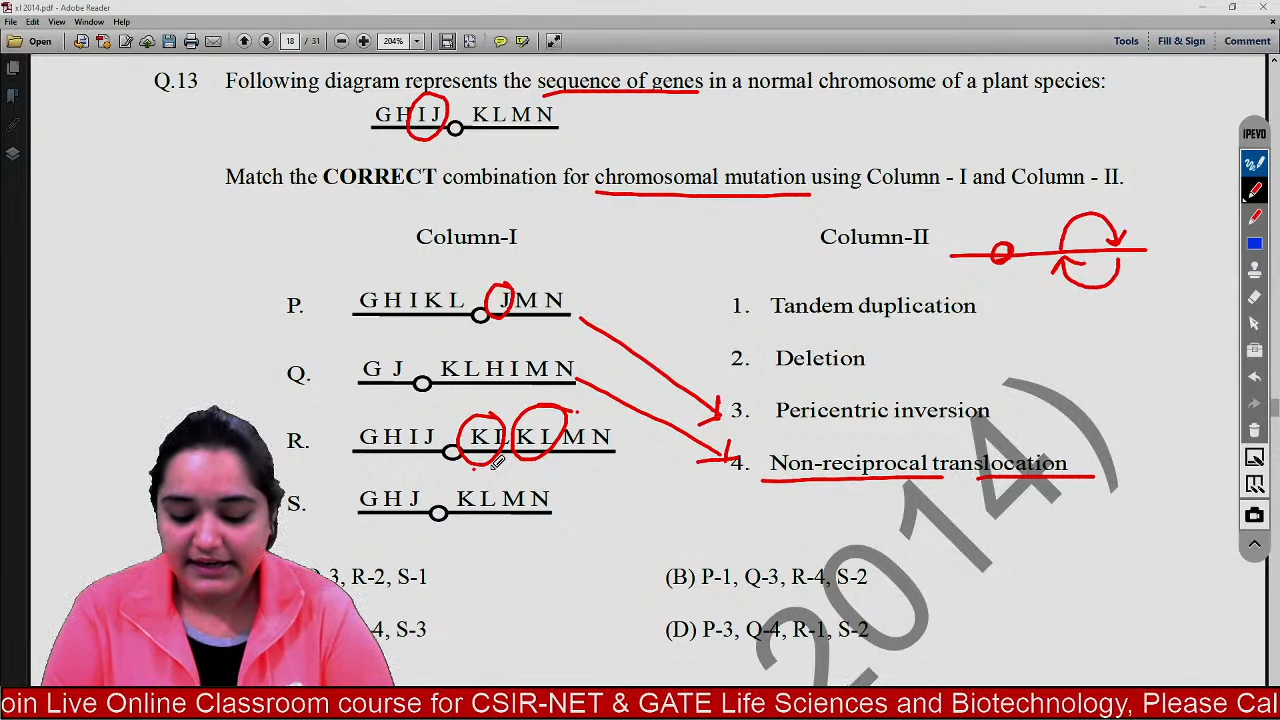 xl 2014.pdf - Adobe Reader
File Edit View Window Help
Open 18 / 31 204% Tools Fill & Sign Comment
Q.13 Following diagram represents the sequence of genes in a normal chromosome of a plant species:
G H I J K L M N
IPEVO
Match the CORRECT combination for chromosomal mutation using Column - I and Column - II.
Column-I Column-II
P. G H I K L J M N 1. Tandem duplication
Q. G J K L H I M N 2. Deletion
3. Pericentric inversion
R. G H I J K L K L M N 4. Non-reciprocal translocation
S. G H J K L M N
2014)
-3, R-2, S-1 (B) P-1, Q-3, R-4, S-2
4, S-3 (D) P-3, Q-4, R-1, S-2
oin Live Online Classroom course for CSIR-NET & GATE Life Sciences and Biotechnology, Please Cal